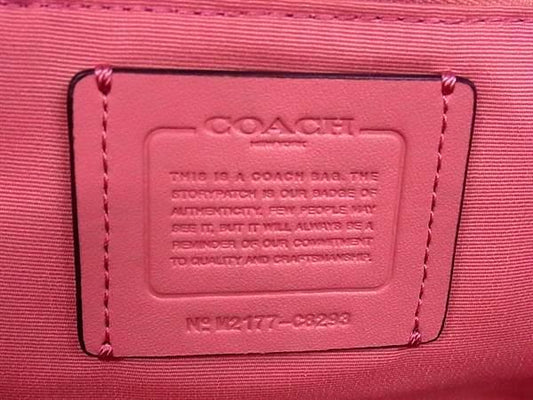 COACH
NEW YORK
THIS IS A COACH BAG. THE
STORYPATCH IS OUR BADGE OF
AUTHENTICITY. FEW PEOPLE MAY
SEE IT, BUT IT WILL ALWAYS BE A
REMINDER OF OUR COMMITMENT
TO QUALITY AND CRAFTSMANSHIP.
Nº M2177-C8293